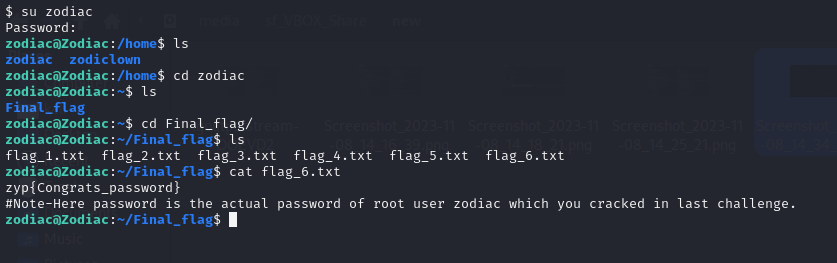 $ su zodiac
Password:
zodiac@Zodiac:/home$ ls
zodiac  zodiclown
zodiac@Zodiac:/home$ cd zodiac
zodiac@Zodiac:~$ ls
Final_flag
zodiac@Zodiac:~$ cd Final_flag/
zodiac@Zodiac:~/Final_flag$ ls
flag_1.txt  flag_2.txt  flag_3.txt  flag_4.txt  flag_5.txt  flag_6.txt
zodiac@Zodiac:~/Final_flag$ cat flag_6.txt
zyp{Congrats_password}
#Note-Here password is the actual password of root user zodiac which you cracked in last challenge.
zodiac@Zodiac:~/Final_flag$